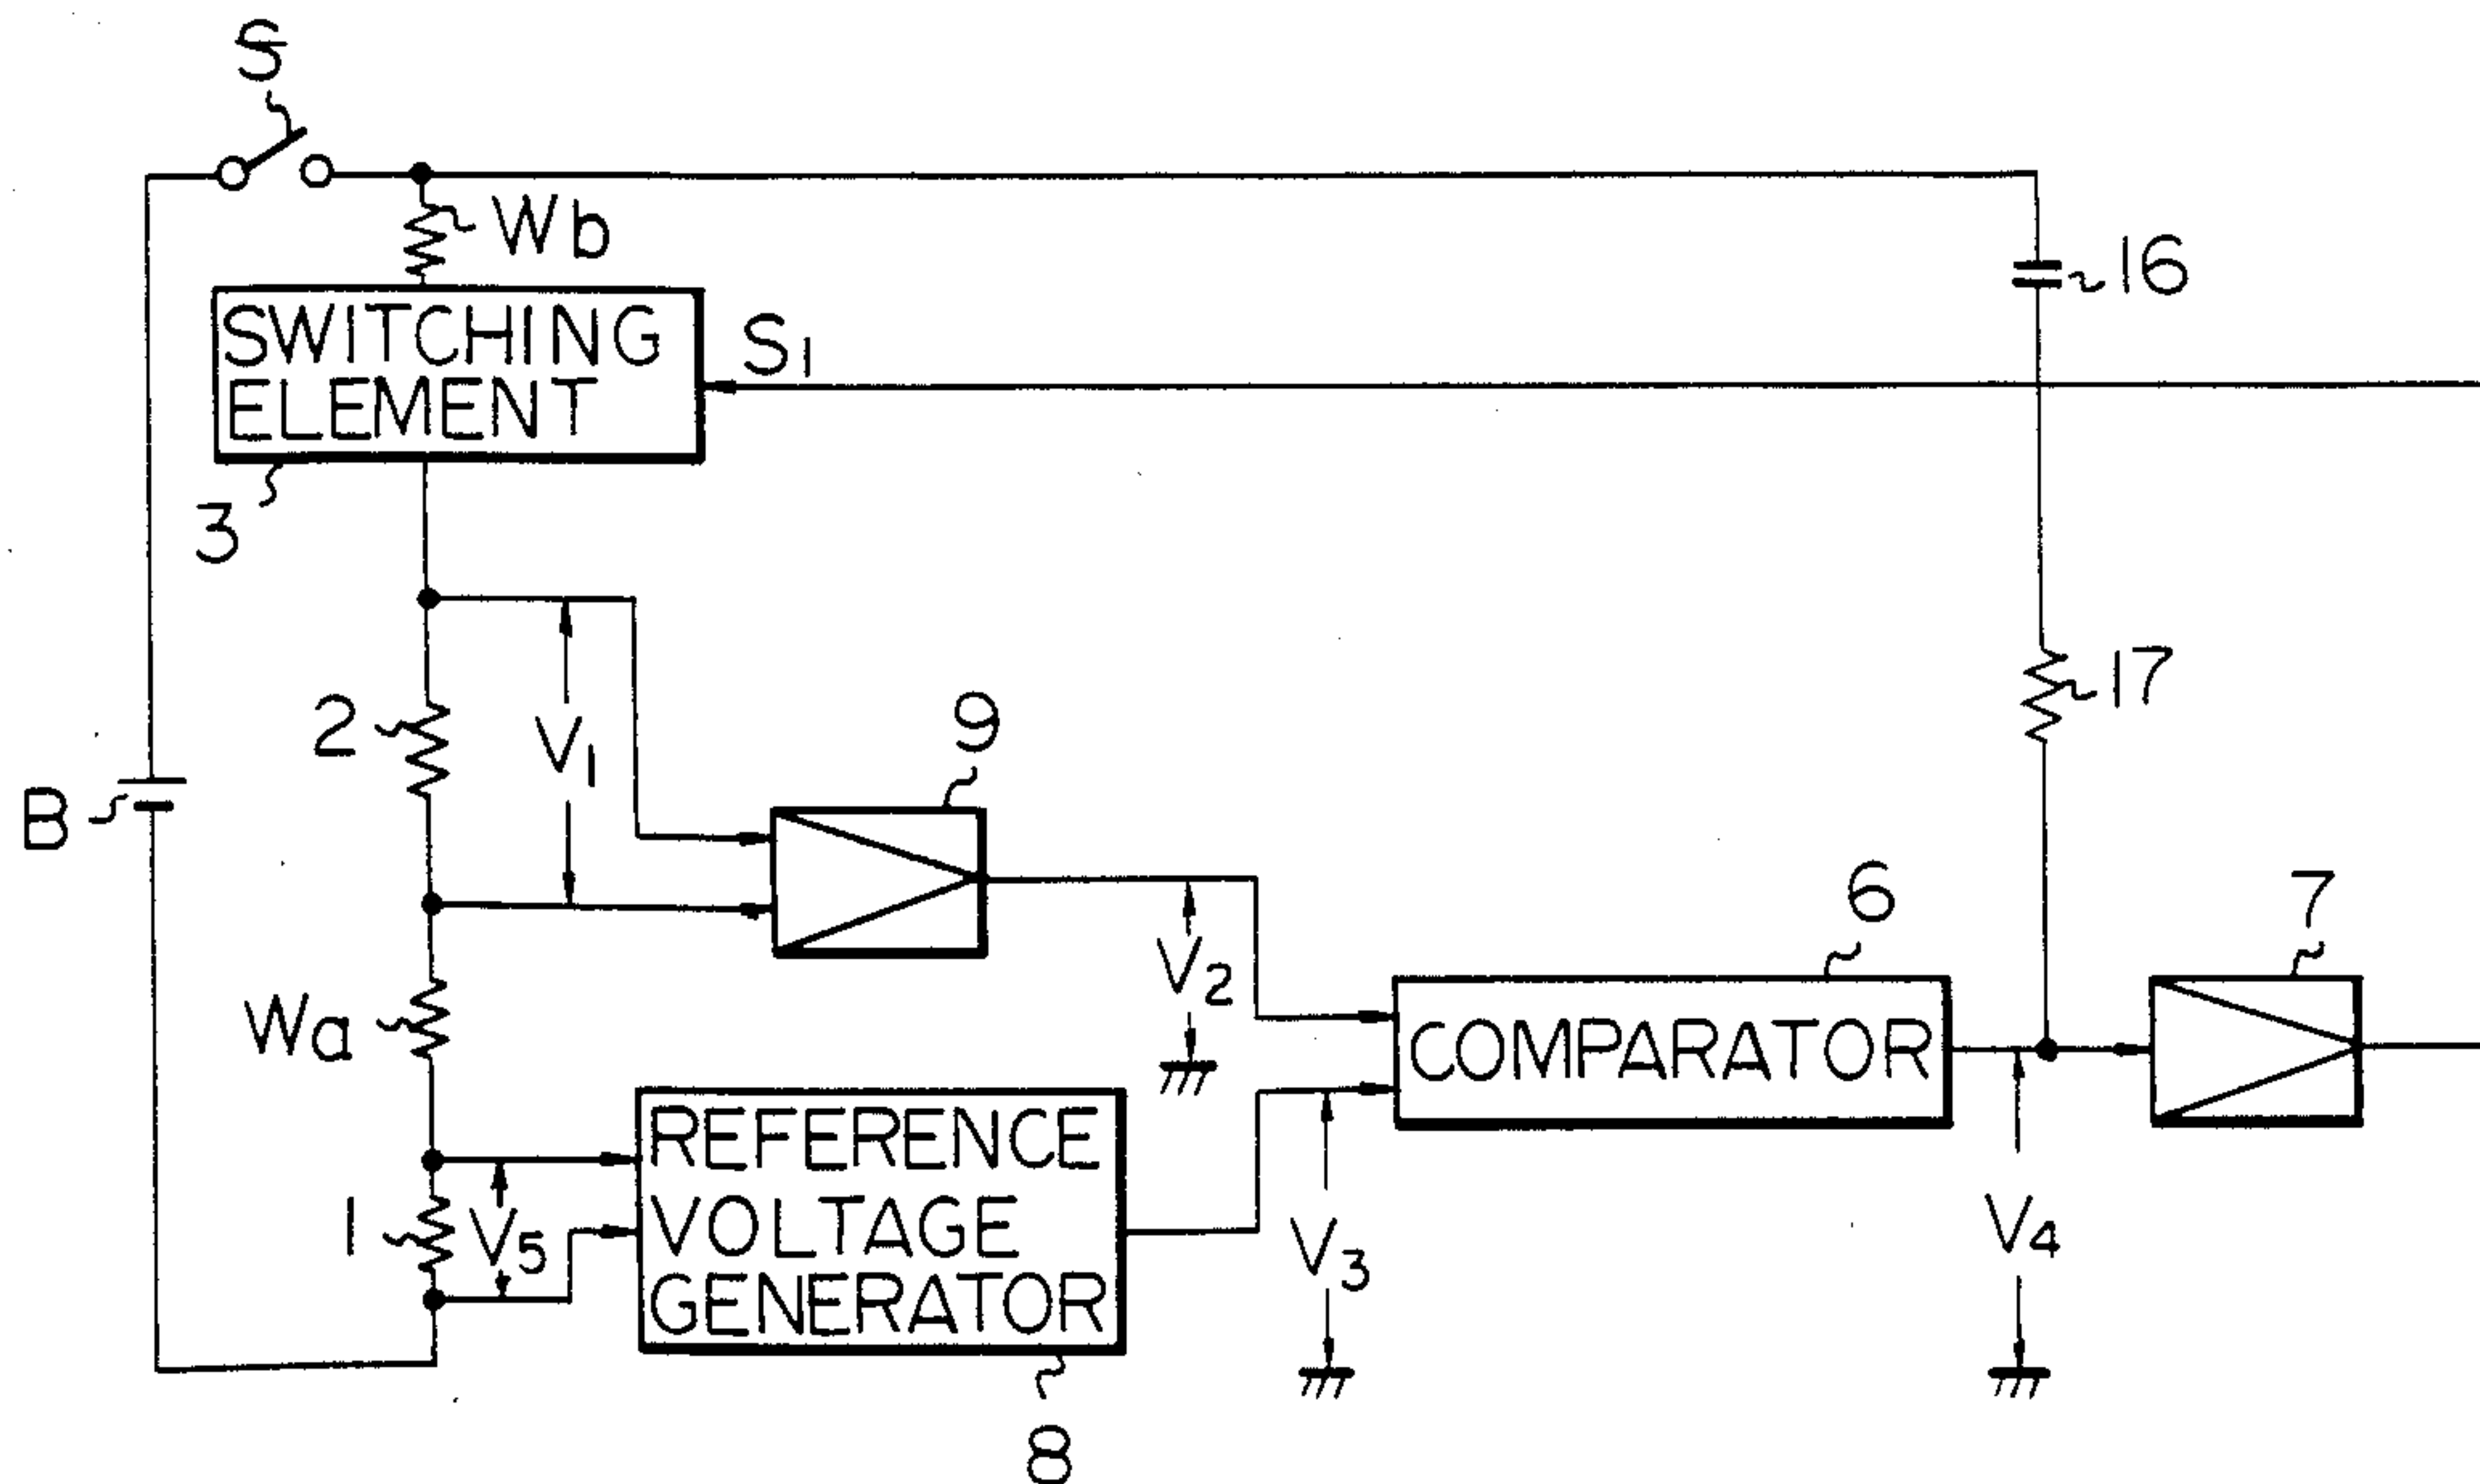 S
Wb
16
SWITCHING
ELEMENT
S1
3
17
2
V1
9
B
6
7
V2
Wa
COMPARATOR
REFERENCE
VOLTAGE
GENERATOR
1
V5
V3
V4
8